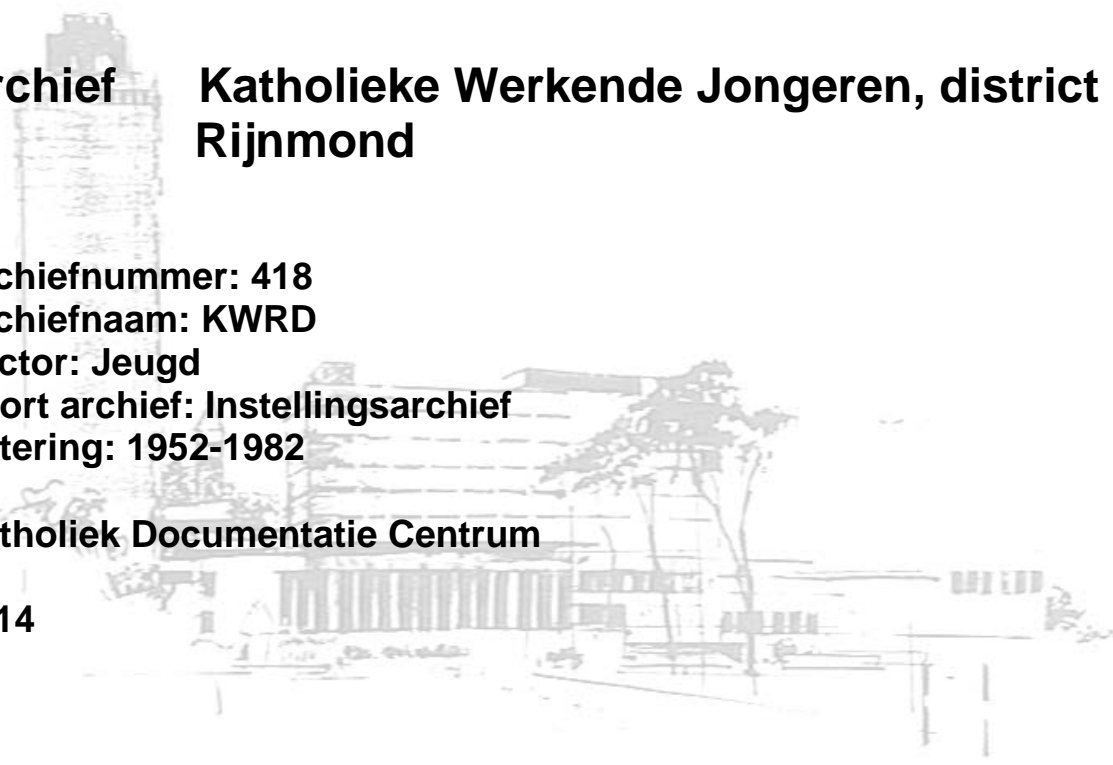 rchief Katholieke Werkende Jongeren, district
Rijnmond
chiefnummer: 418
chiefnaam: KWRD
ctor: Jeugd
ort archief: Instellingsarchief
tering: 1952-1982
tholiek Documentatie Centrum
14